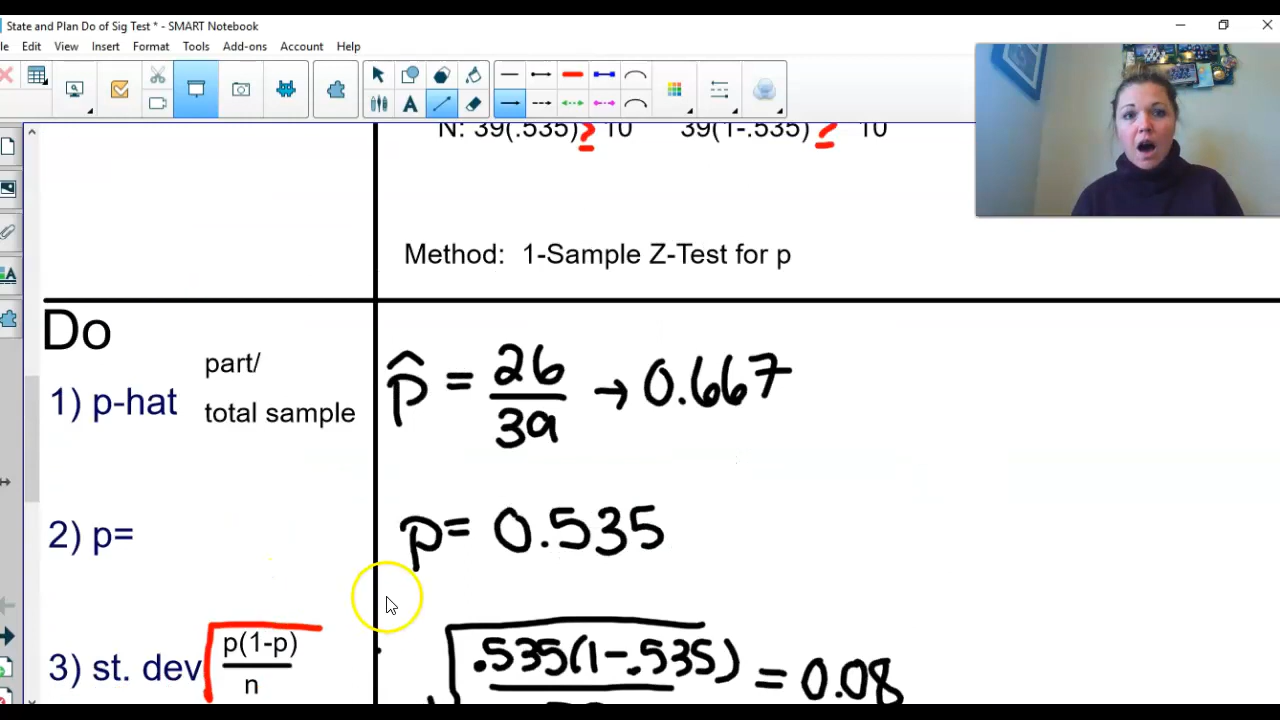 State and Plan Do of Sig Test * - SMART Notebook
Edit View Insert Format Tools Add-ons Account Help
N: 39(.535) ? 10 39(1-.535) ? 10
Method: 1-Sample Z-Test for p
Do
1) p-hat part/
total sample
p̂ = 26/39 → 0.667
2) p=
p= 0.535
3) st. dev √ p(1-p)/n
√ .535(1-.535) = 0.08